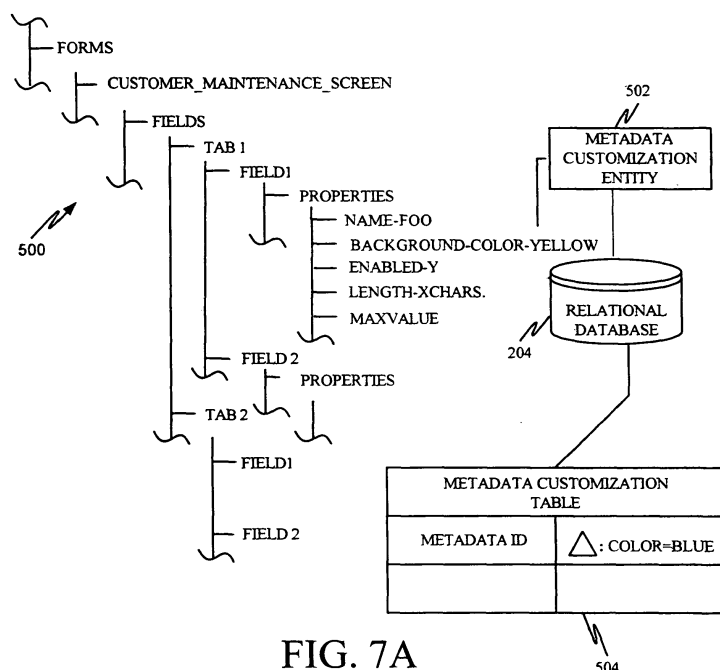 FORMS
CUSTOMER_MAINTENANCE_SCREEN
FIELDS
TAB 1
FIELD1
PROPERTIES
NAME-FOO
BACKGROUND-COLOR-YELLOW
ENABLED-Y
LENGTH-XCHARS.
MAXVALUE
FIELD 2
PROPERTIES
TAB 2
FIELD1
FIELD 2
500
502
METADATA
CUSTOMIZATION
ENTITY
RELATIONAL
DATABASE
204
METADATA CUSTOMIZATION
TABLE
METADATA ID
△: COLOR=BLUE
504
FIG. 7A